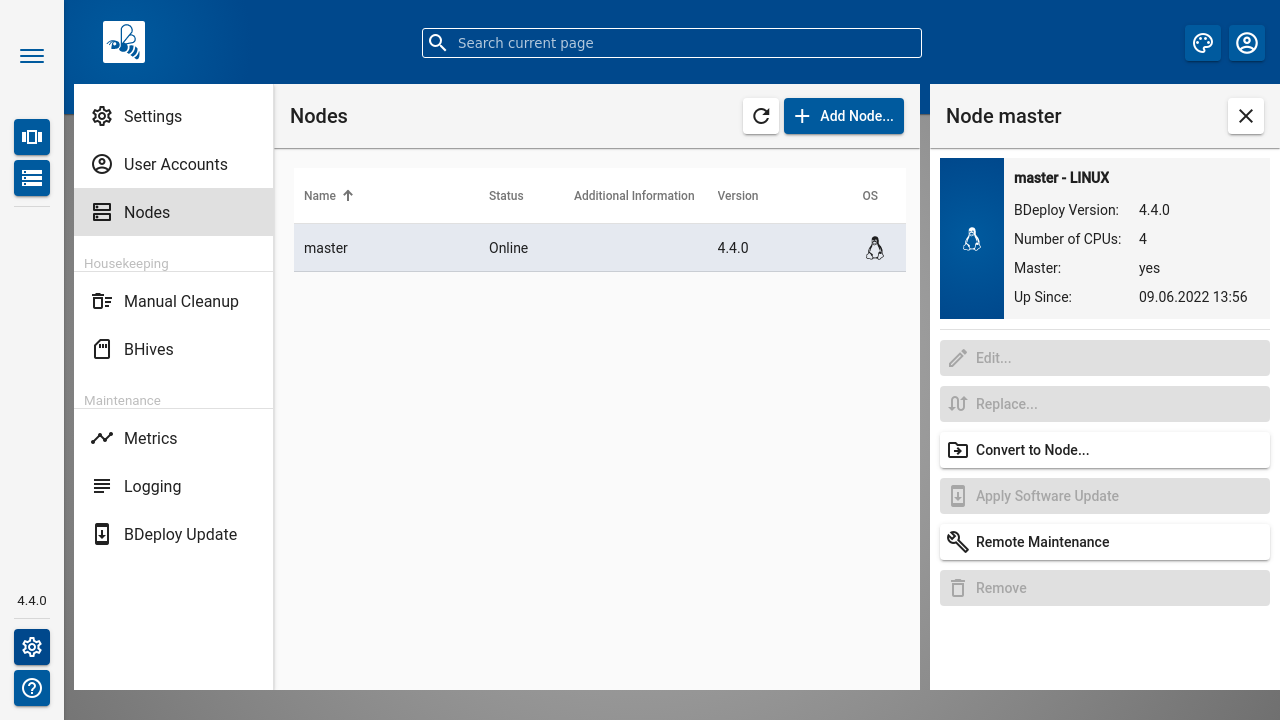 Search current page
Settings
User Accounts
Nodes
Housekeeping
Manual Cleanup
BHives
Maintenance
Metrics
Logging
BDeploy Update
4.4.0
Nodes
Add Node...
Name Status Additional Information Version OS
master Online 4.4.0
Node master
master - LINUX
BDeploy Version: 4.4.0
Number of CPUs: 4
Master: yes
Up Since: 09.06.2022 13:56
Edit...
Replace...
Convert to Node...
Apply Software Update
Remote Maintenance
Remove